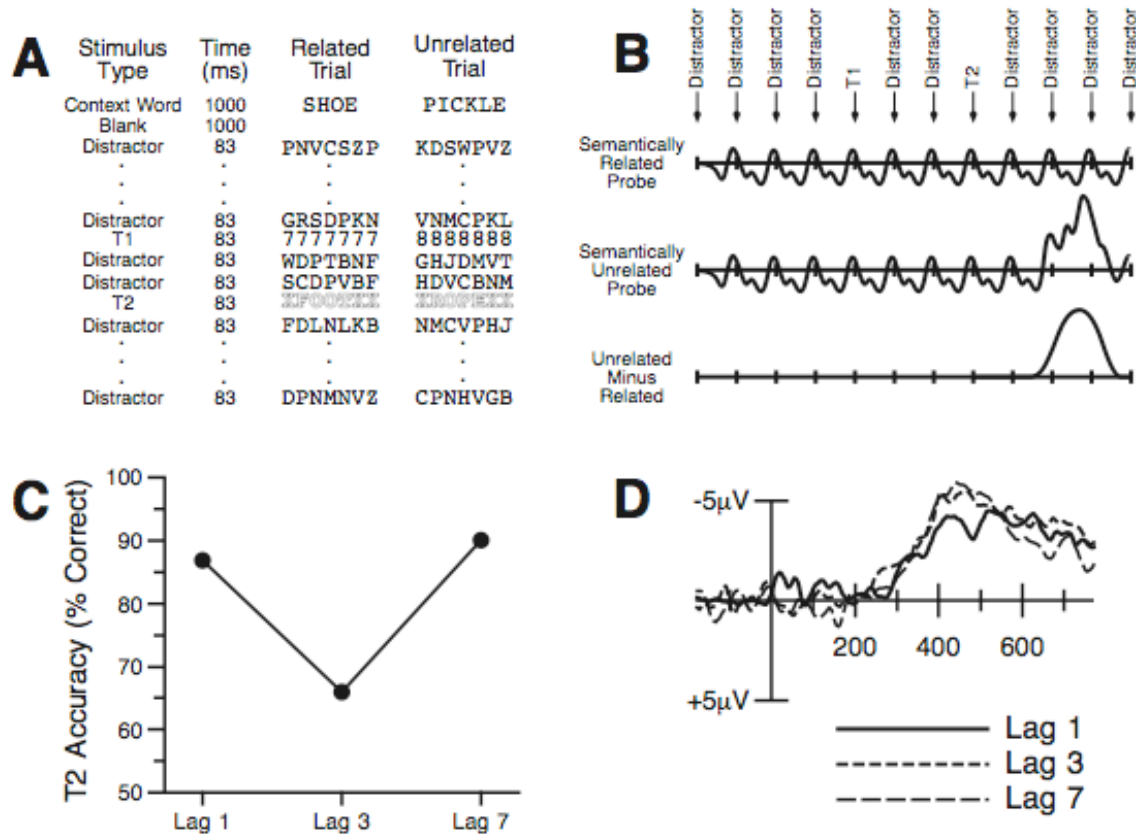 A
Stimulus Type
Time (ms)
Related Trial
Unrelated Trial
Context Word 1000 SHOE PICKLE
Blank 1000
Distractor 83 PNVCSZP KDSWPVZ
Distractor 83 GRSDPKN VNMCPKL
T1 83 7777777 8888888
Distractor 83 WDPTBNF GHJDMVT
Distractor 83 SCDPVBF HDVCBNM
T2 83 XFOOTXX XROPEXX
Distractor 83 FDLNLKB NMCVPHJ
Distractor 83 DPNMNVZ CPNHVGB
B
Distractor
Distractor
Distractor
Distractor
T1
Distractor
Distractor
T2
Distractor
Distractor
Distractor
Distractor
Semantically
Related
Probe
Semantically
Unrelated
Probe
Unrelated
Minus
Related
C
T2 Accuracy (% Correct)
100
90
80
70
60
50
Lag 1
Lag 3
Lag 7
D
-5μV
+5μV
200
400
600
Lag 1
Lag 3
Lag 7